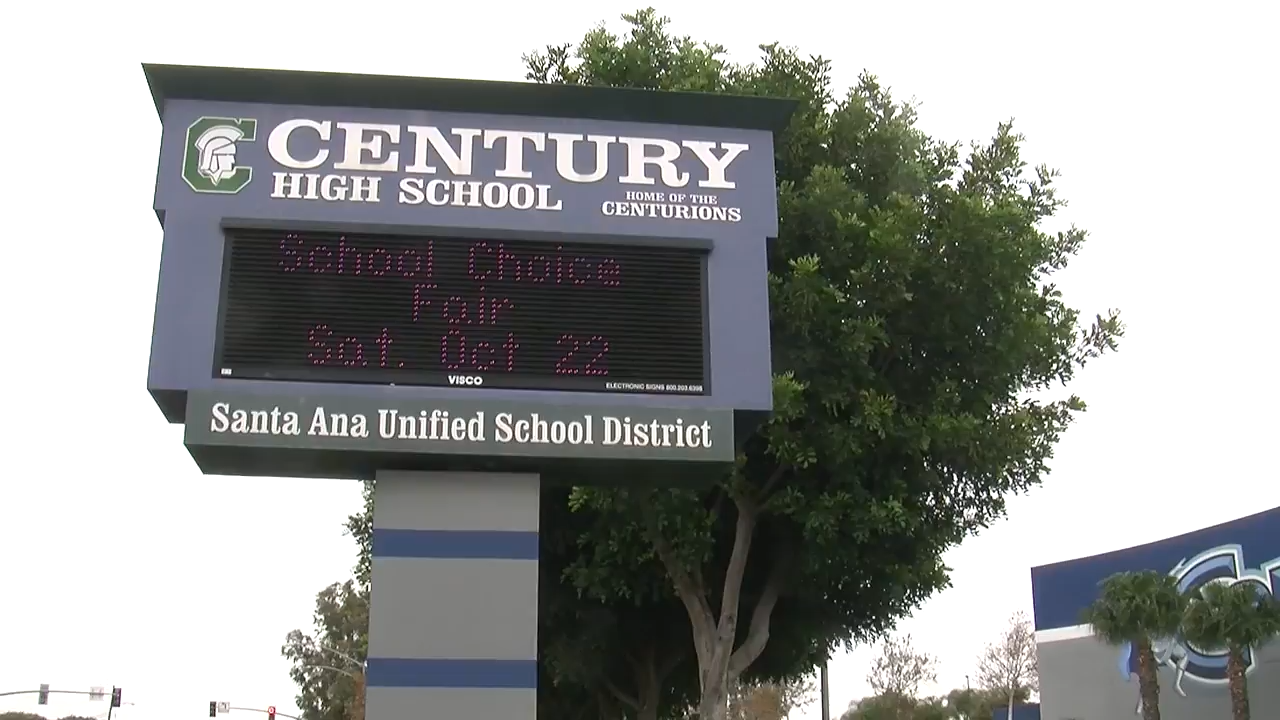 CENTURY
HIGH SCHOOL
HOME OF THE
CENTURIONS
School Choice
Fair
Sat Oct 22
VISCO
ELECTRONIC SIGNS 800.203.6398
Santa Ana Unified School District